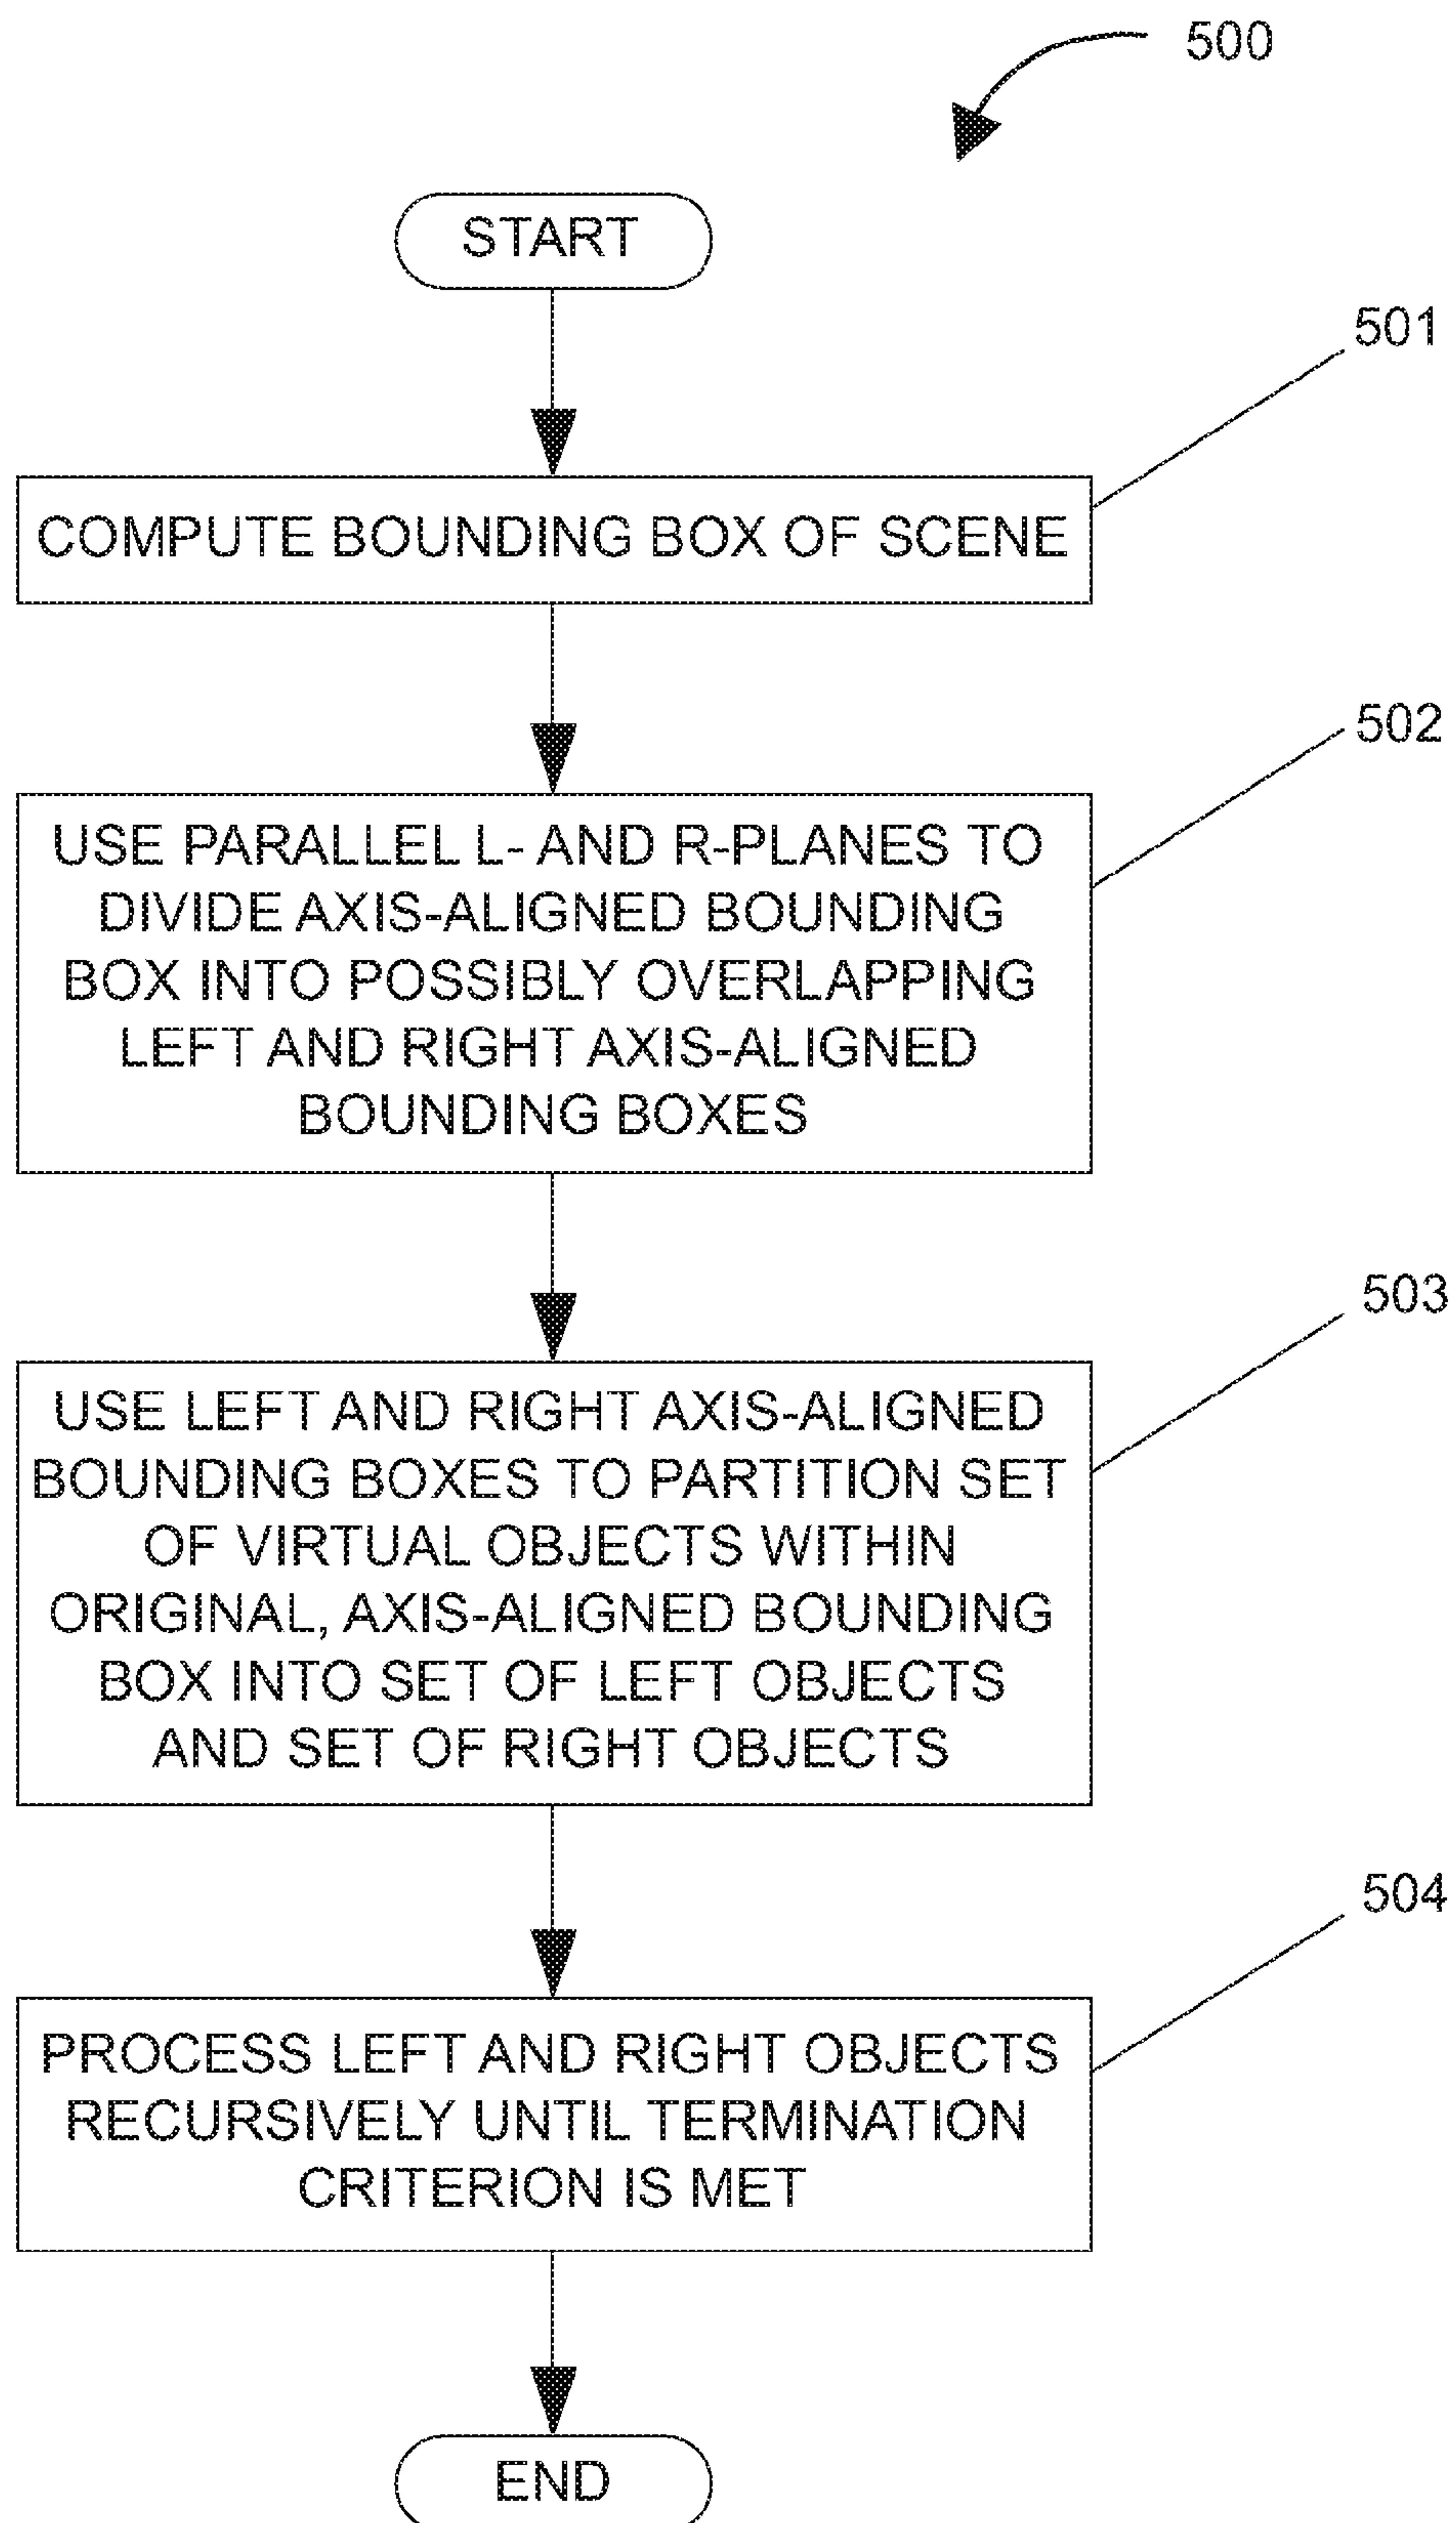 500
START
501
COMPUTE BOUNDING BOX OF SCENE
502
USE PARALLEL L- AND R-PLANES TO
DIVIDE AXIS-ALIGNED BOUNDING
BOX INTO POSSIBLY OVERLAPPING
LEFT AND RIGHT AXIS-ALIGNED
BOUNDING BOXES
503
USE LEFT AND RIGHT AXIS-ALIGNED
BOUNDING BOXES TO PARTITION SET
OF VIRTUAL OBJECTS WITHIN
ORIGINAL, AXIS-ALIGNED BOUNDING
BOX INTO SET OF LEFT OBJECTS
AND SET OF RIGHT OBJECTS
504
PROCESS LEFT AND RIGHT OBJECTS
RECURSIVELY UNTIL TERMINATION
CRITERION IS MET
END